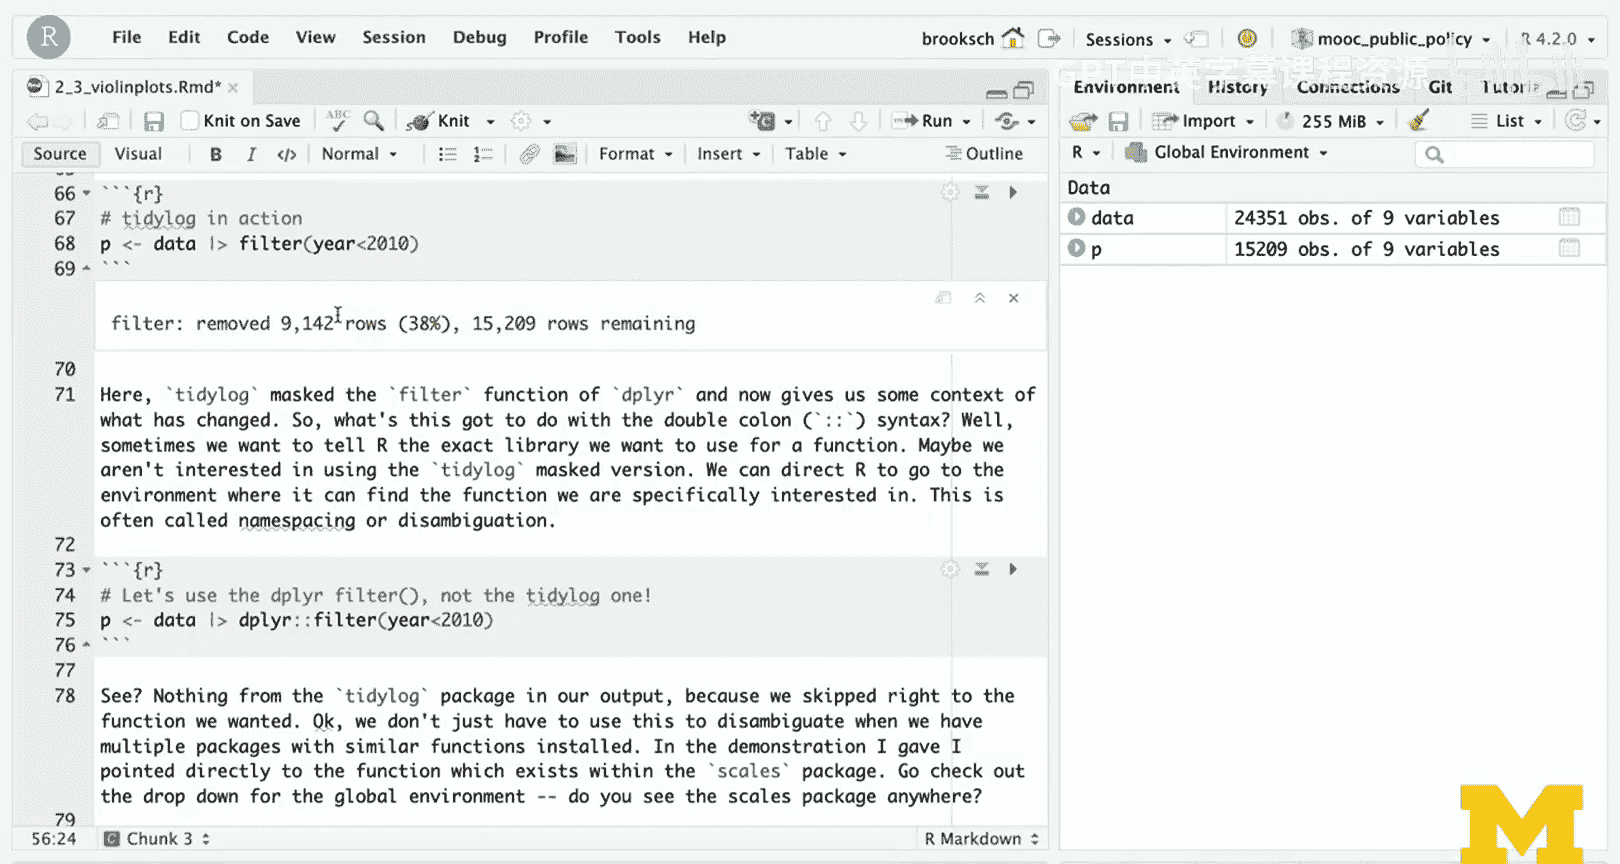 R File Edit Code View Session Debug Profile Tools Help brooksch Sessions mooc_public_policy R 4.2.0
2_3_violinplots.Rmd*
Knit on Save ABC Knit Run
Source Visual B I </> Normal Format Insert Table Outline
66 ```{r}
67 # tidylog in action
68 p <- data |> filter(year<2010)
69 ```
filter: removed 9,142 rows (38%), 15,209 rows remaining
70
71 Here, `tidylog` masked the `filter` function of `dplyr` and now gives us some context of
what has changed. So, what's this got to do with the double colon (`::`) syntax? Well,
sometimes we want to tell R the exact library we want to use for a function. Maybe we
aren't interested in using the `tidylog` masked version. We can direct R to go to the
environment where it can find the function we are specifically interested in. This is
often called namespacing or disambiguation.
72
73 ```{r}
74 # Let's use the dplyr filter(), not the tidylog one!
75 p <- data |> dplyr::filter(year<2010)
76 ```
77
78 See? Nothing from the `tidylog` package in our output, because we skipped right to the
function we wanted. Ok, we don't just have to use this to disambiguate when we have
multiple packages with similar functions installed. In the demonstration I gave I
pointed directly to the function which exists within the `scales` package. Go check out
the drop down for the global environment -- do you see the scales package anywhere?
79
56:24 C Chunk 3 R Markdown
GPT中英字幕课程资源
Environment History Connections Git
Import 255 MiB List
R Global Environment
Data
data 24351 obs. of 9 variables
p 15209 obs. of 9 variables
M